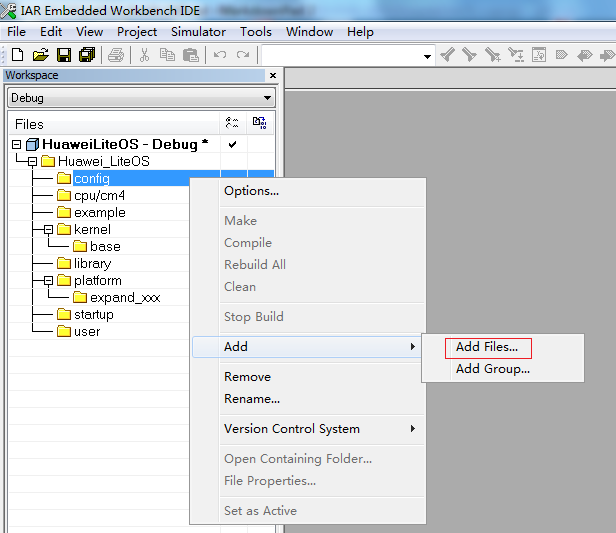 IAR Embedded Workbench IDE
File Edit View Project Simulator Tools Window Help
Workspace ×
Debug
Files
HuaweiLiteOS - Debug *
Huawei_LiteOS
config
cpu/cm4
example
kernel
base
library
platform
expand_xxx
startup
user
Options...
Make
Compile
Rebuild All
Clean
Stop Build
Add
Add Files...
Add Group...
Remove
Rename...
Version Control System
Open Containing Folder...
File Properties...
Set as Active